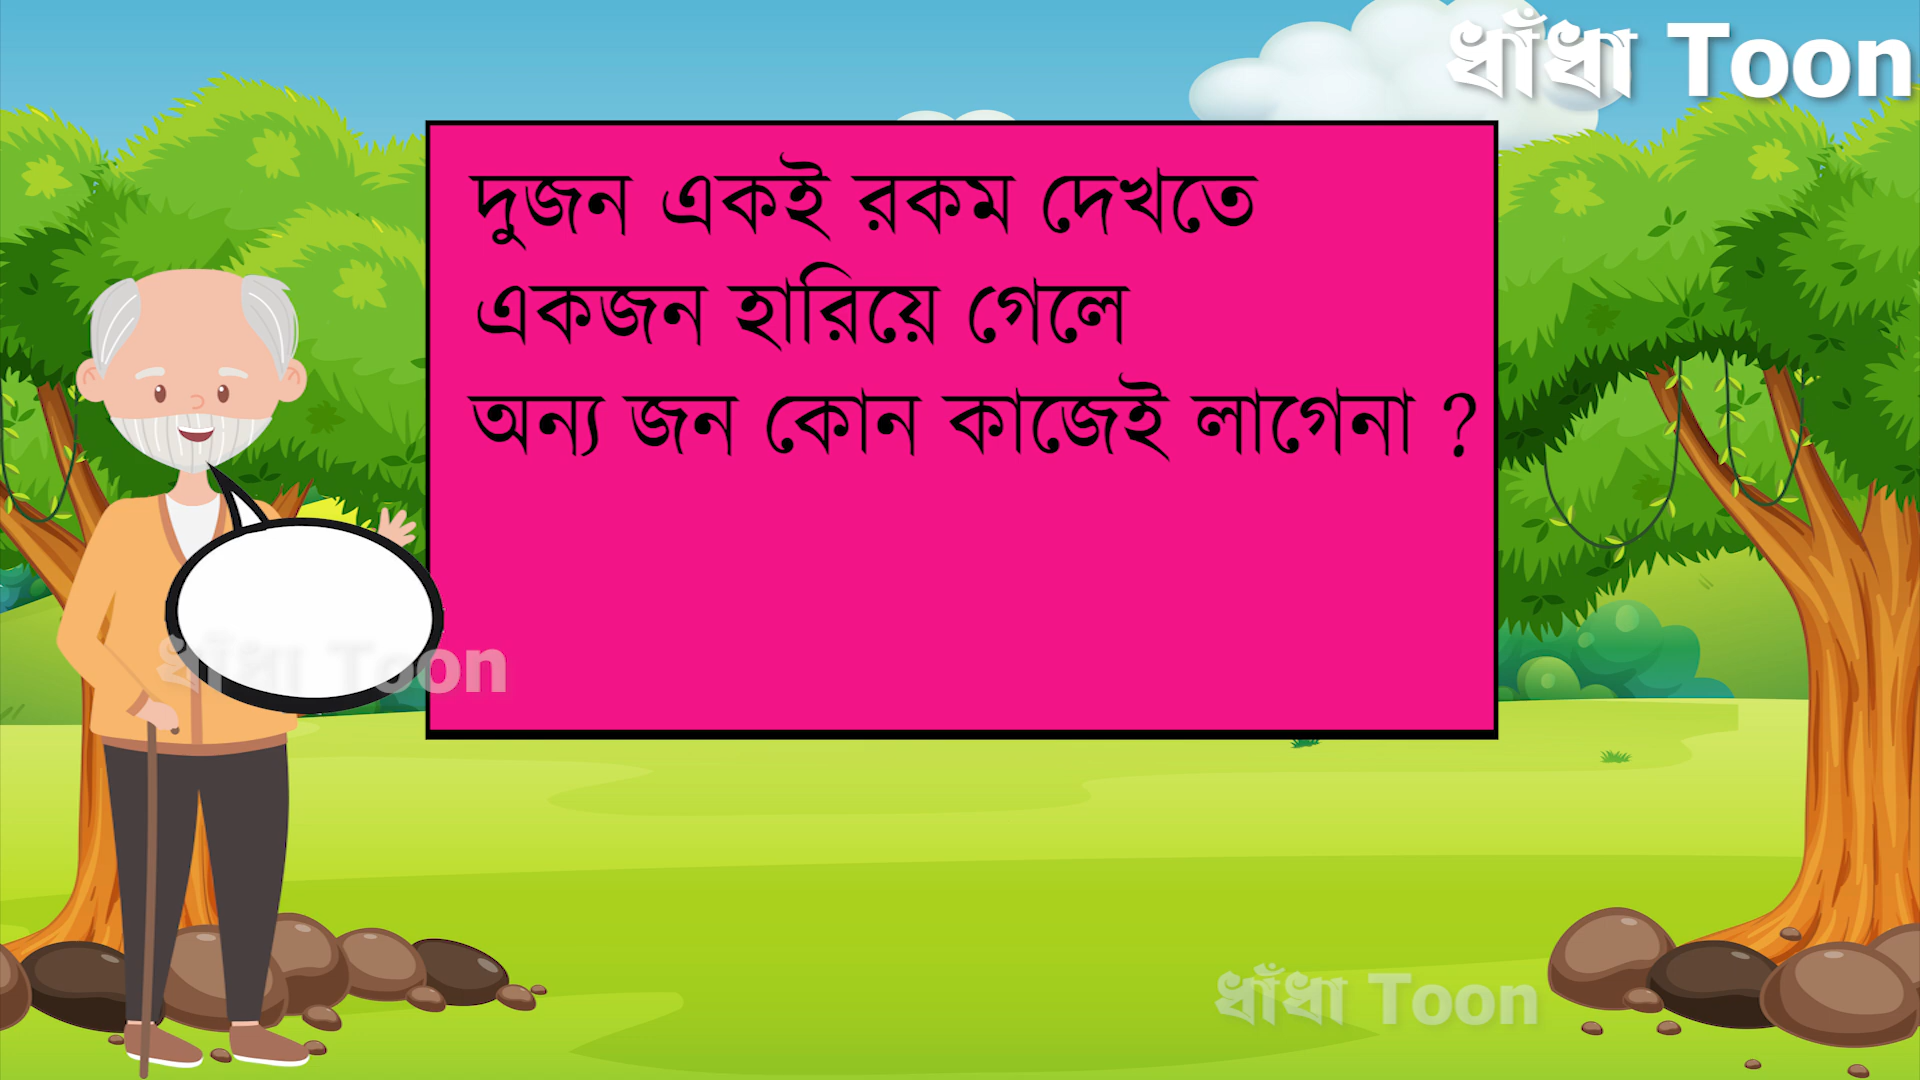 ধাঁধা Toon
দুজন একই রকম দেখতে
একজন হারিয়ে গেলে
অন্য জন কোন কাজেই লাগেনা ?
ধাঁধা Toon
ধাঁধা Toon